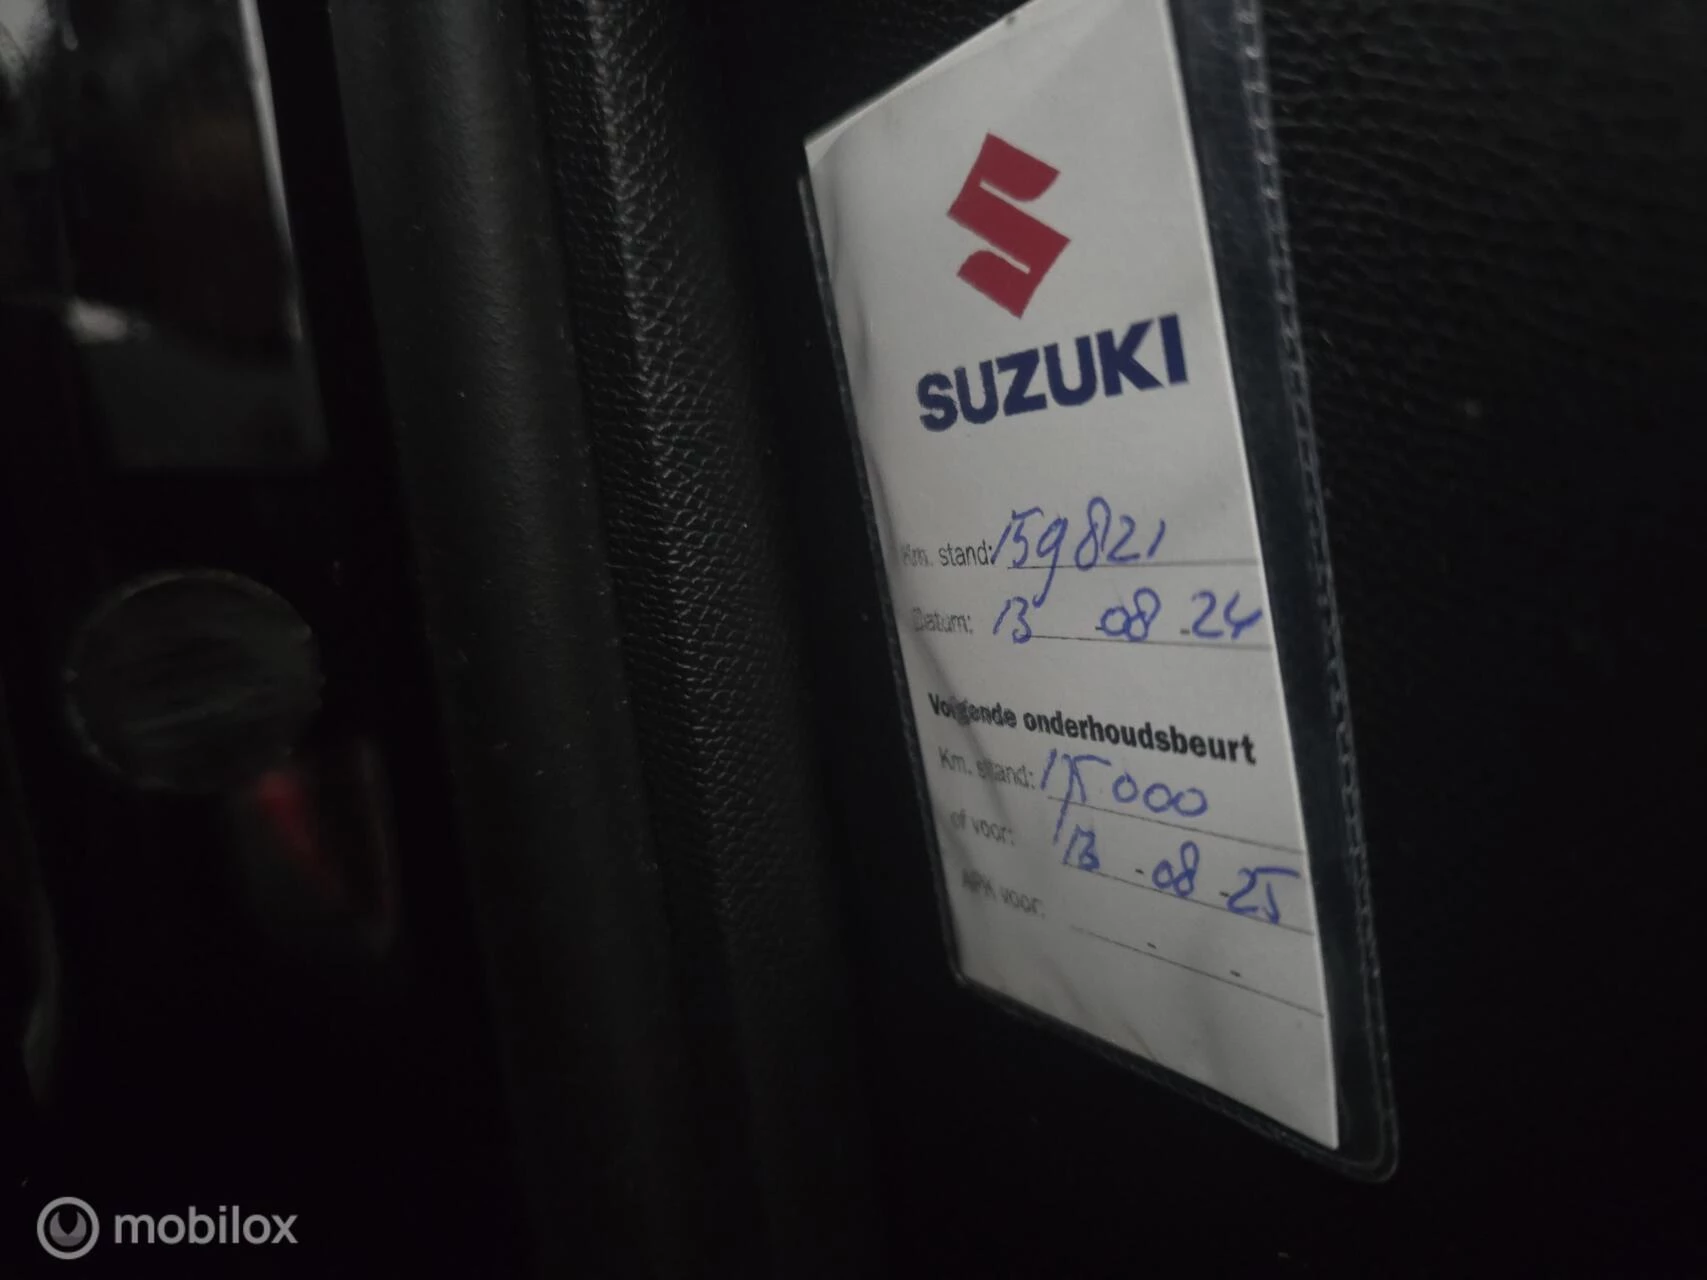 SUZUKI
Km. stand: 159821
Datum: 13 - 08 - 24
Volgende onderhoudsbeurt
Km. stand: 175000
of voor: 13 - 08 - 25
APK voor: - -
mobilox